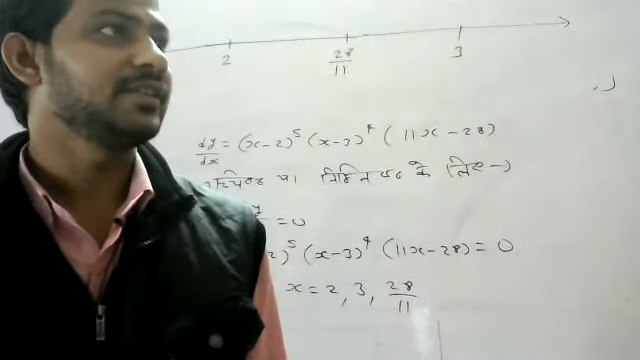 2 28/11 3
dy/dx = (x-2)^5 (x-3)^4 (11x-28)
या निम्निष्ठ के लिए -)
y = 0
2)^5 (x-3)^4 (11x-28) = 0
x = 2, 3, 28/11